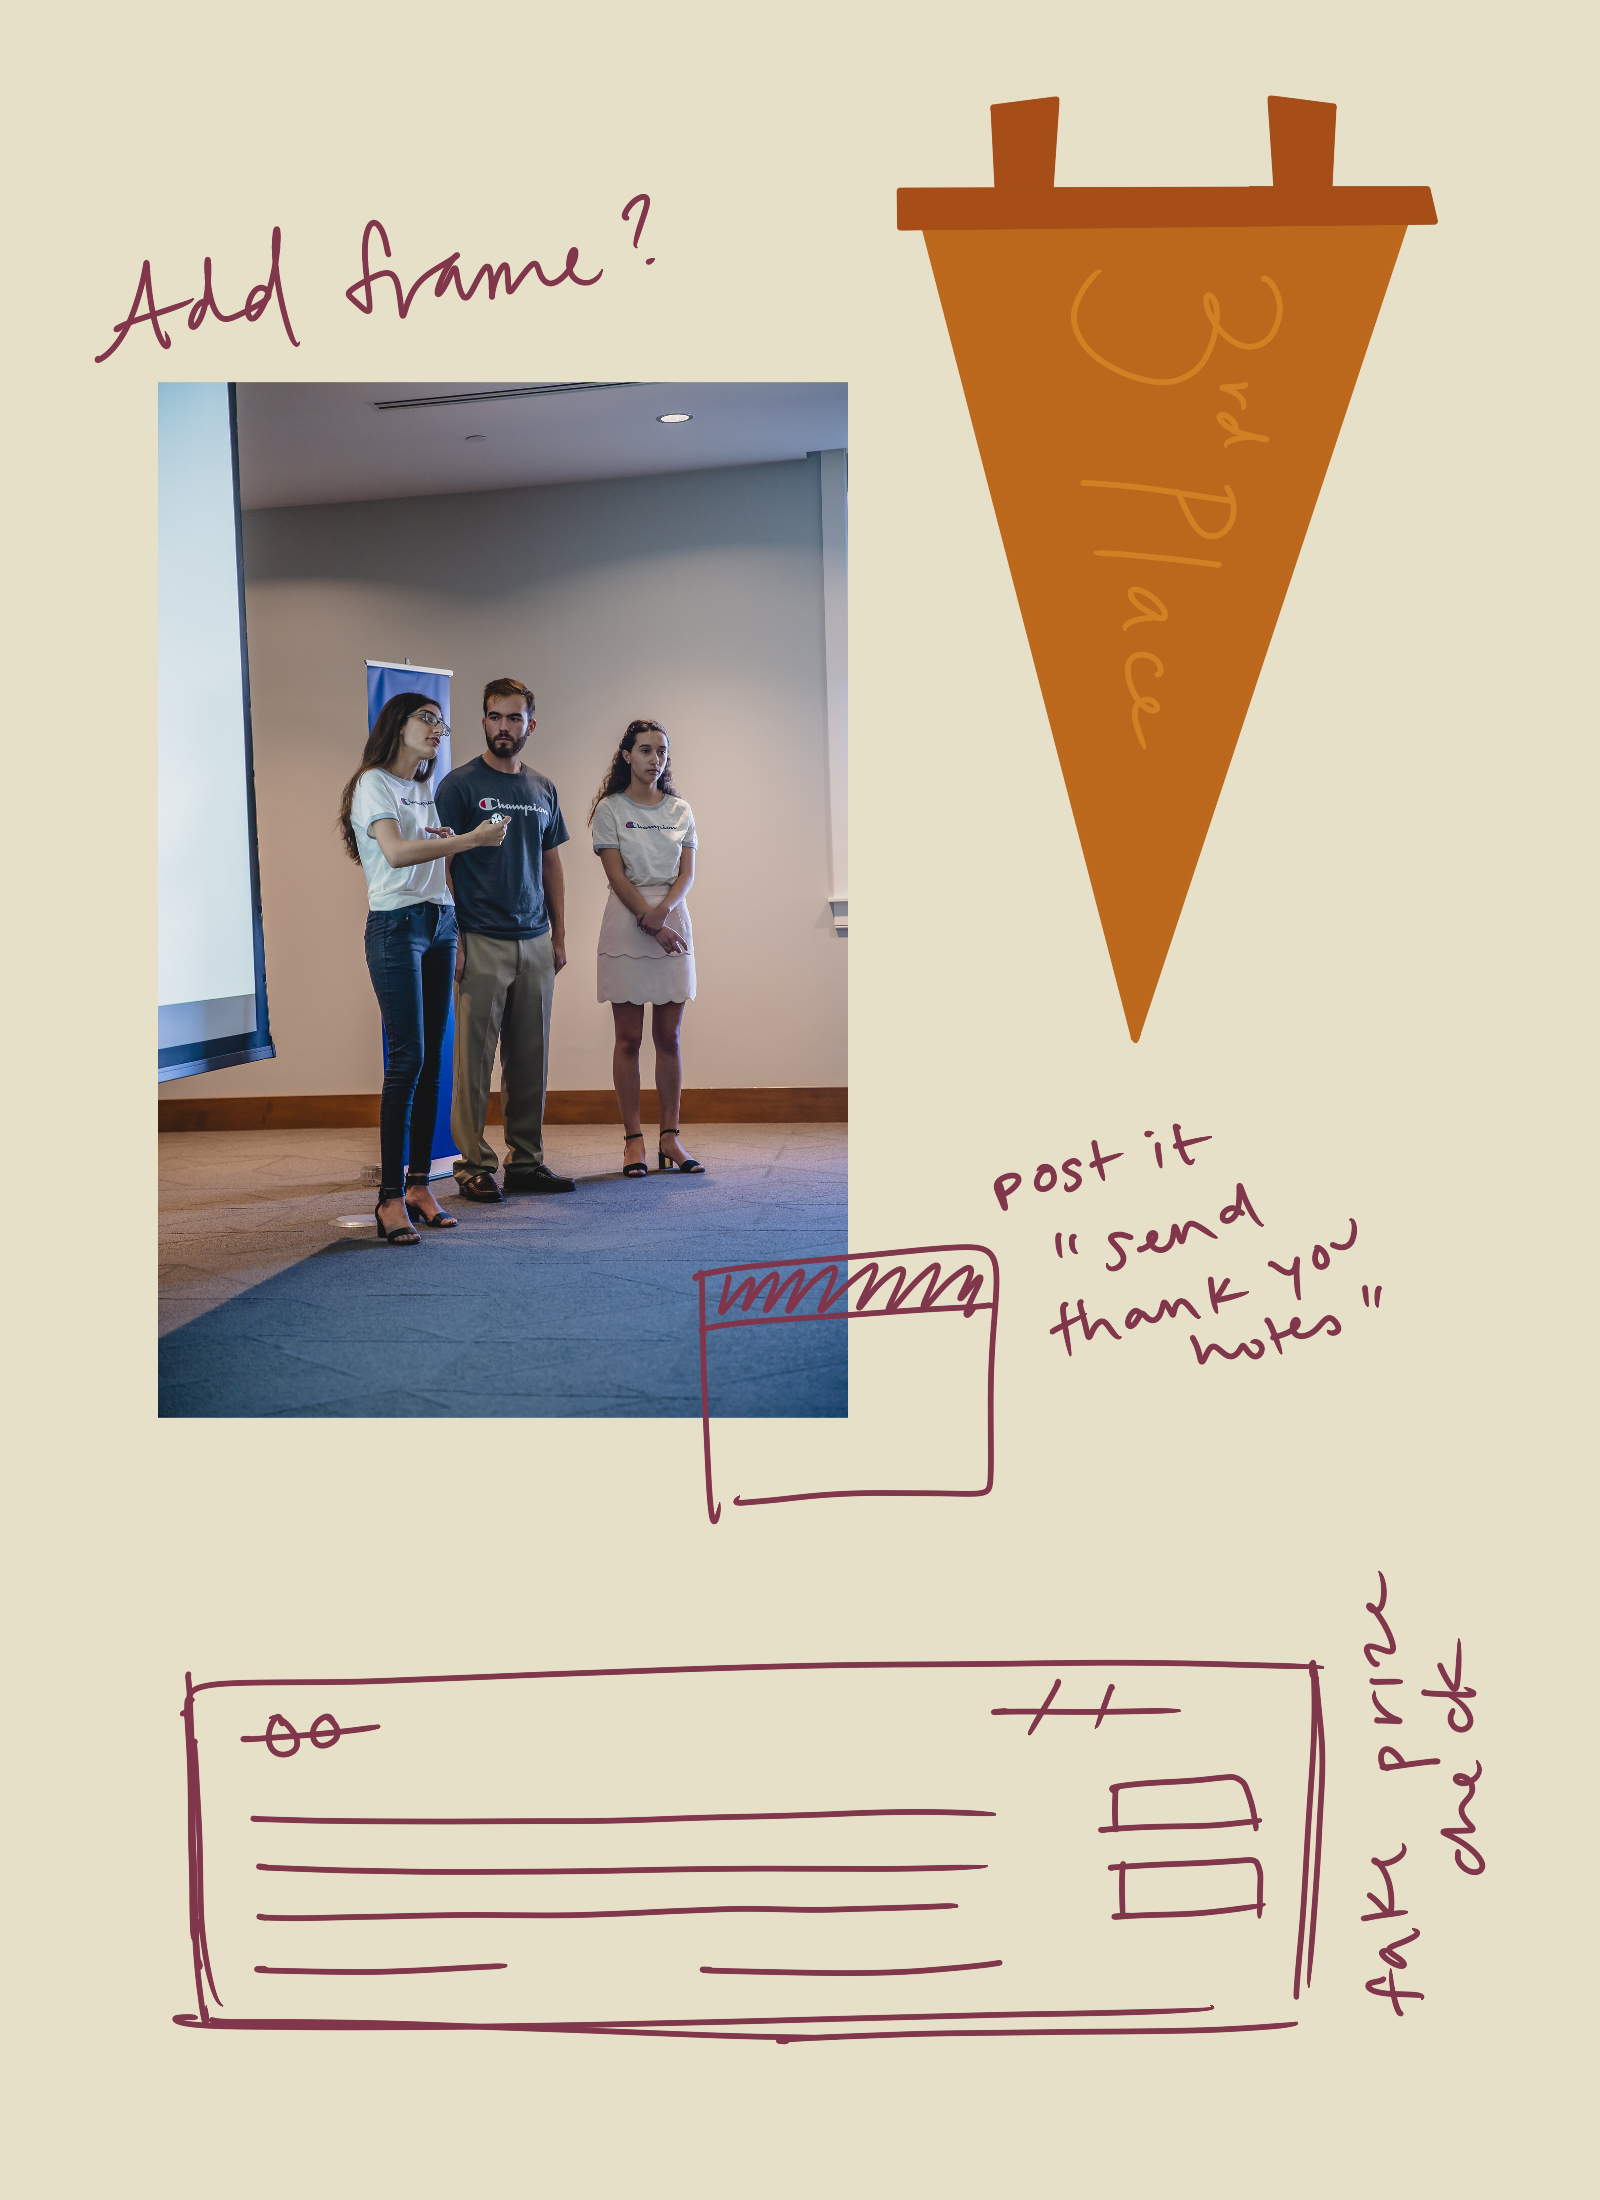 Add frame?
3rd Place
Champion
Champion
Champion
post it
"send
thank you
notes"
fake prize
check